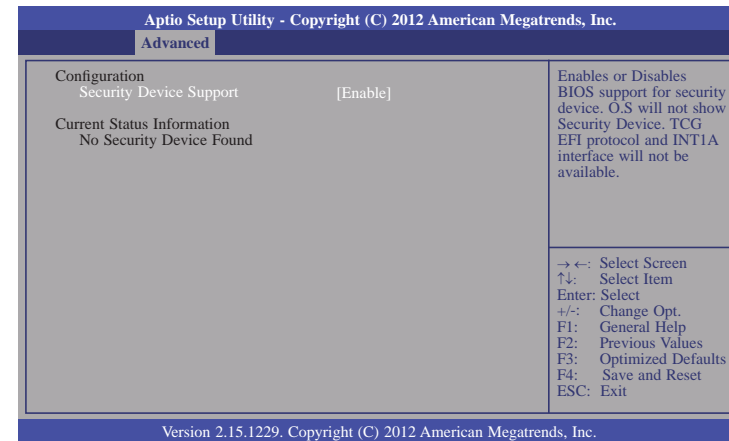 Aptio Setup Utility - Copyright (C) 2012 American Megatrends, Inc.
Advanced
Configuration
Security Device Support [Enable]
Current Status Information
No Security Device Found
Enables or Disables
BIOS support for security
device. O.S will not show
Security Device. TCG
EFI protocol and INT1A
interface will not be
available.
→←: Select Screen
↑↓: Select Item
Enter: Select
+/-: Change Opt.
F1: General Help
F2: Previous Values
F3: Optimized Defaults
F4: Save and Reset
ESC: Exit
Version 2.15.1229. Copyright (C) 2012 American Megatrends, Inc.